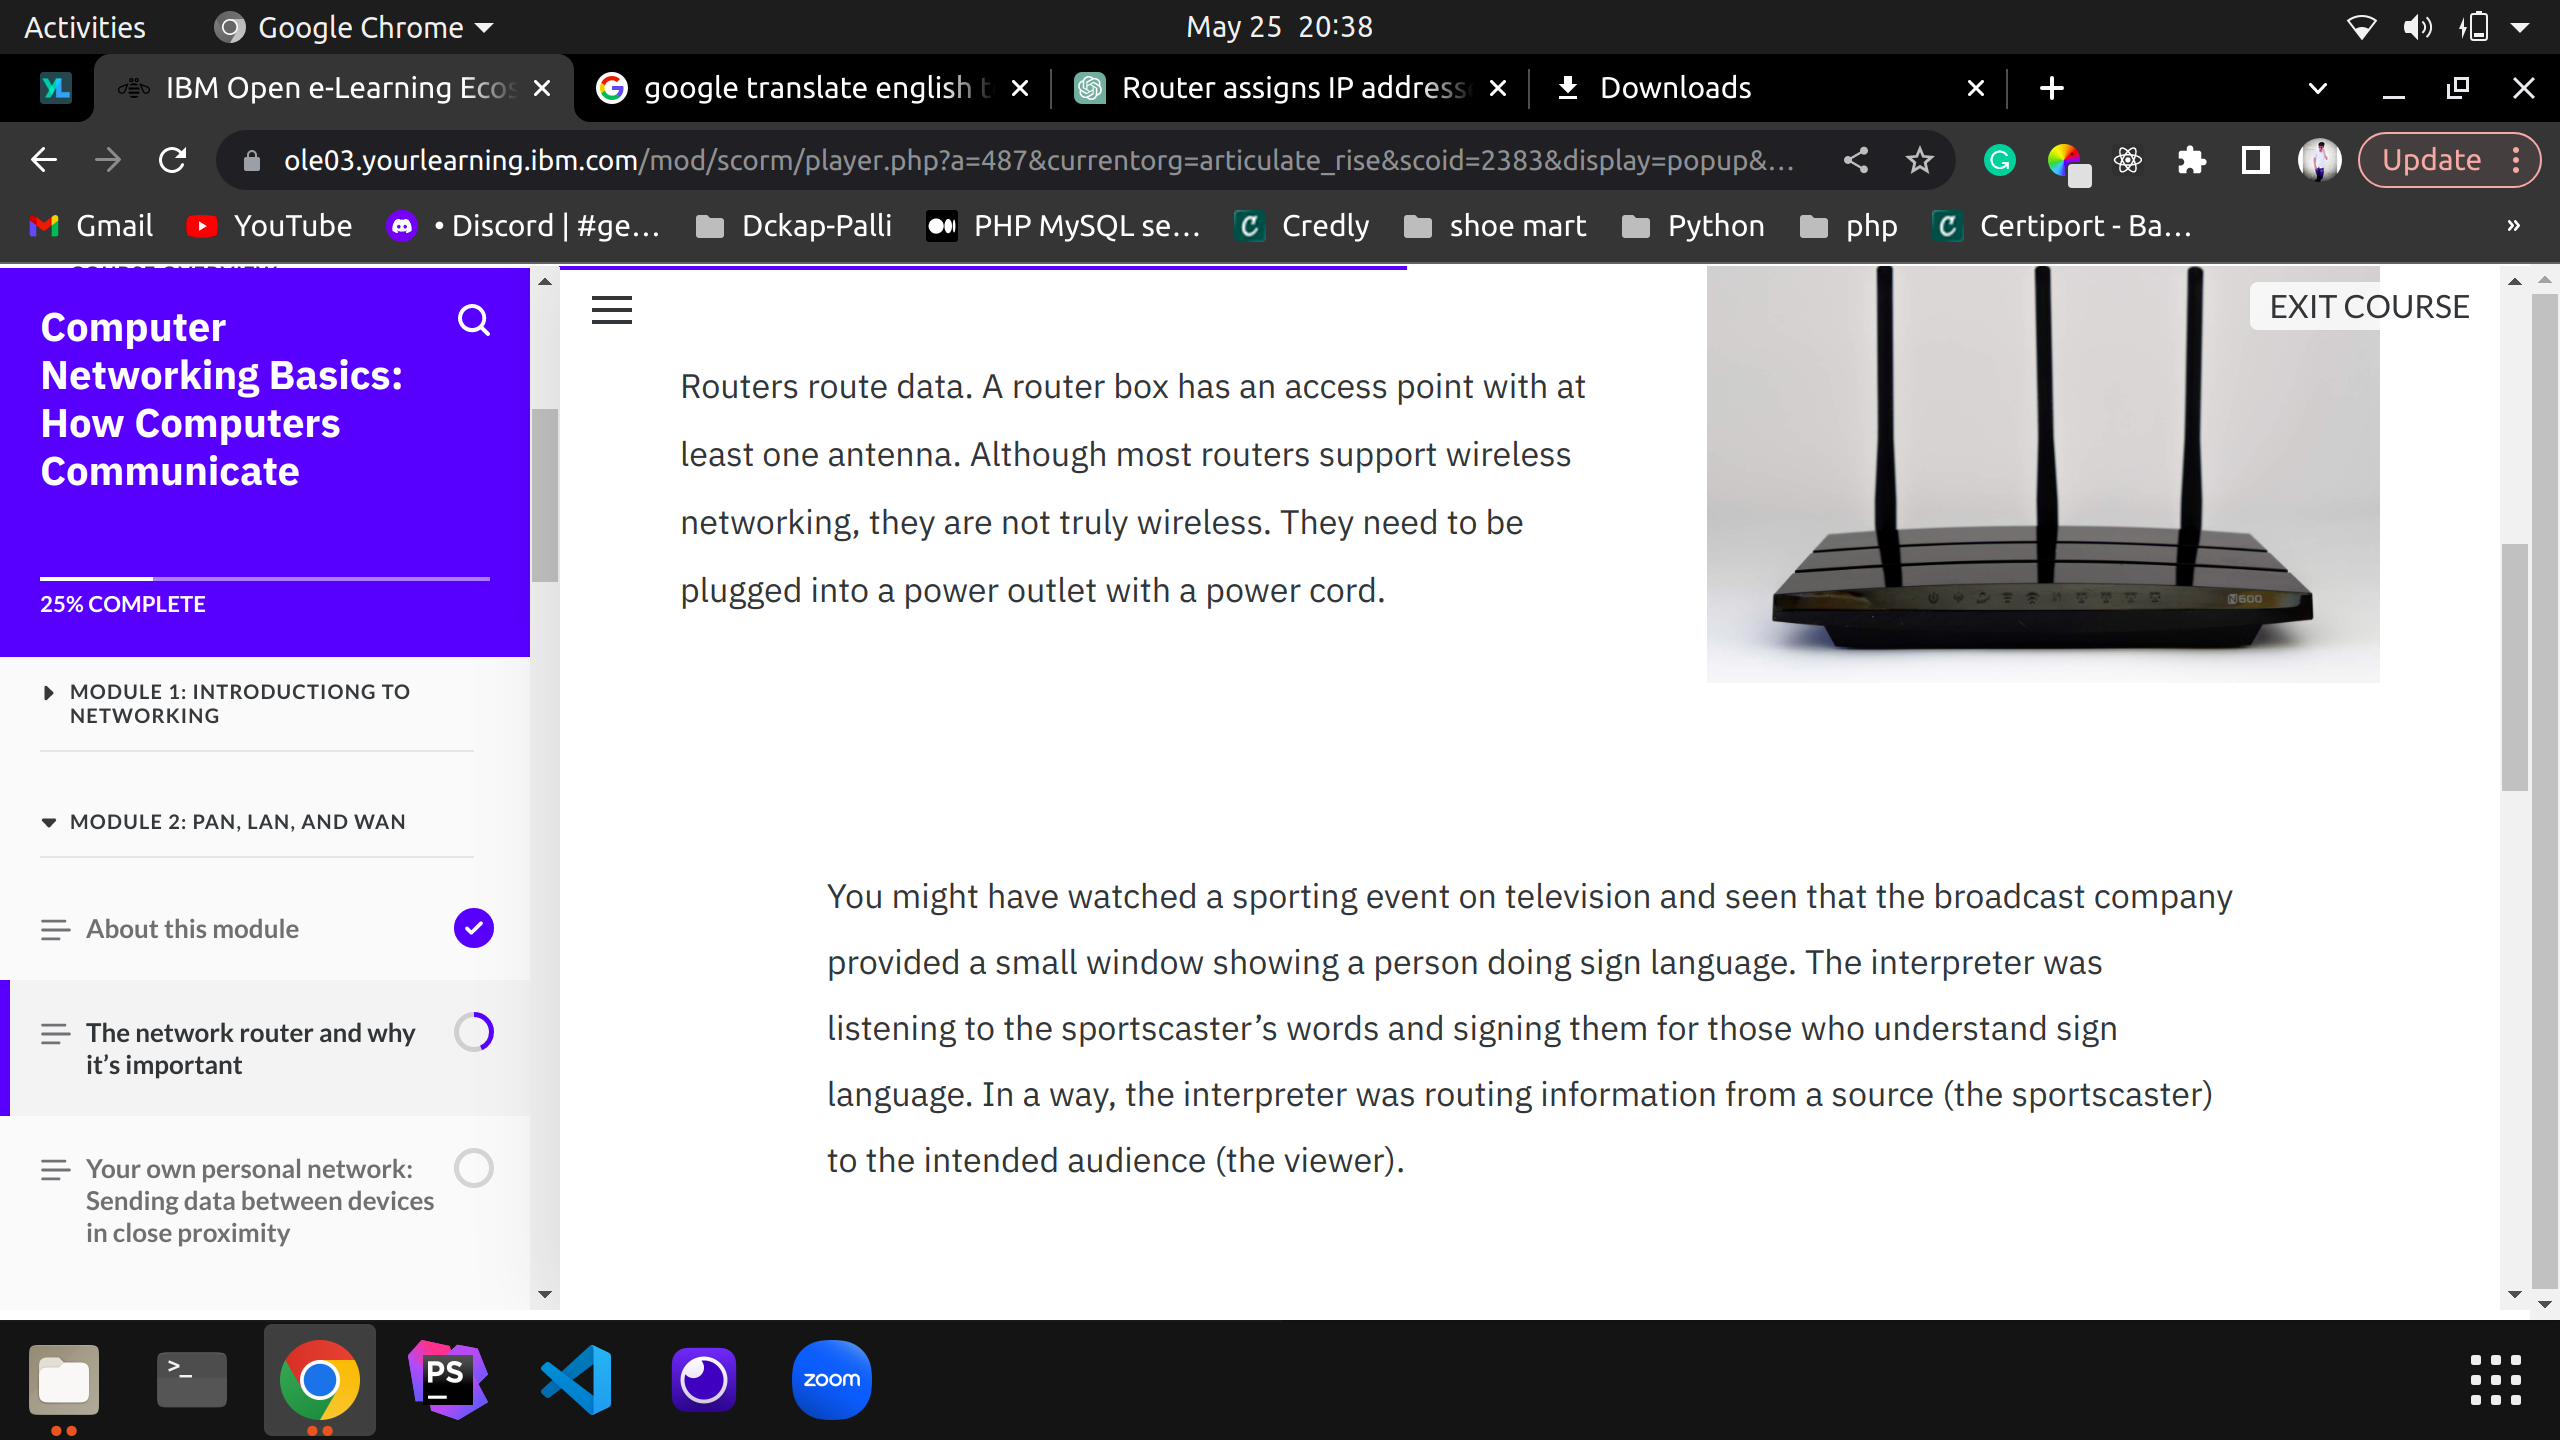 Activities
Google Chrome
May 25 20:38
IBM Open e-Learning Ecos
google translate english t
Router assigns IP address
Downloads
ole03.yourlearning.ibm.com/mod/scorm/player.php?a=487&currentorg=articulate_rise&scoid=2383&display=popup&...
Update
Gmail
YouTube
• Discord | #ge...
Dckap-Palli
PHP MySQL se...
Credly
shoe mart
Python
php
Certiport - Ba...
»
Computer
Networking Basics:
How Computers
Communicate
25% COMPLETE
MODULE 1: INTRODUCTIONG TO
NETWORKING
MODULE 2: PAN, LAN, AND WAN
About this module
The network router and why
it’s important
Your own personal network:
Sending data between devices
in close proximity
EXIT COURSE
Routers route data. A router box has an access point with at
least one antenna. Although most routers support wireless
networking, they are not truly wireless. They need to be
plugged into a power outlet with a power cord.
N600
You might have watched a sporting event on television and seen that the broadcast company
provided a small window showing a person doing sign language. The interpreter was
listening to the sportscaster’s words and signing them for those who understand sign
language. In a way, the interpreter was routing information from a source (the sportscaster)
to the intended audience (the viewer).
>_
PS
zoom